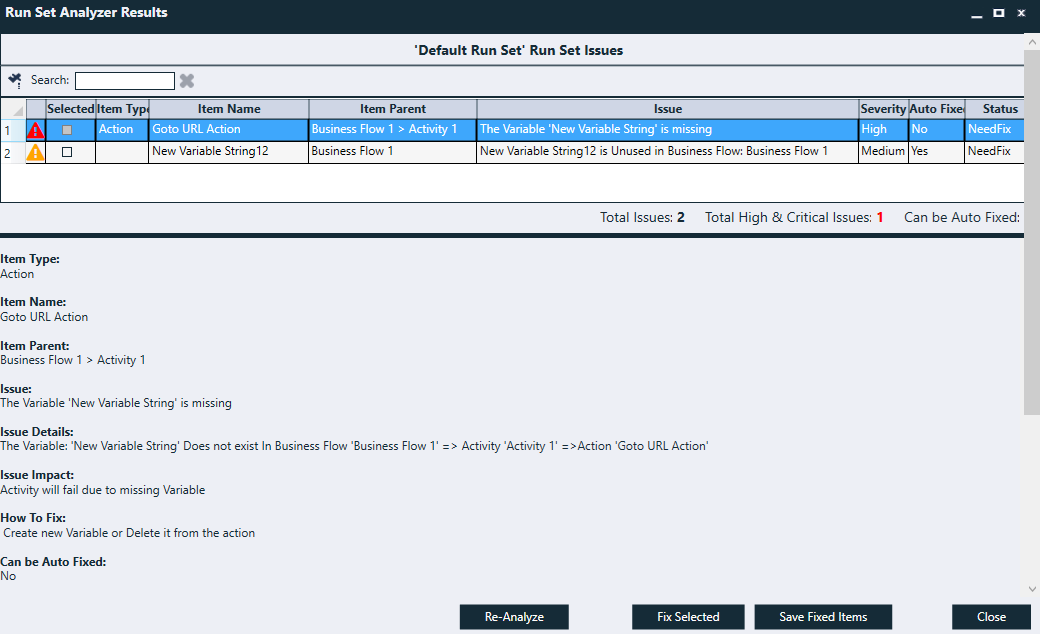 Run Set Analyzer Results
'Default Run Set' Run Set Issues
Search:
Selected Item Type Item Name Item Parent Issue Severity Auto Fixe Status
1 Action Goto URL Action Business Flow 1 > Activity 1 The Variable 'New Variable String' is missing High No NeedFix
2 New Variable String12 Business Flow 1 New Variable String12 is Unused in Business Flow: Business Flow 1 Medium Yes NeedFix
Total Issues: 2 Total High & Critical Issues: 1 Can be Auto Fixed:
Item Type:
Action
Item Name:
Goto URL Action
Item Parent:
Business Flow 1 > Activity 1
Issue:
The Variable 'New Variable String' is missing
Issue Details:
The Variable: 'New Variable String' Does not exist In Business Flow 'Business Flow 1' => Activity 'Activity 1' =>Action 'Goto URL Action'
Issue Impact:
Activity will fail due to missing Variable
How To Fix:
Create new Variable or Delete it from the action
Can be Auto Fixed:
No
Re-Analyze Fix Selected Save Fixed Items Close